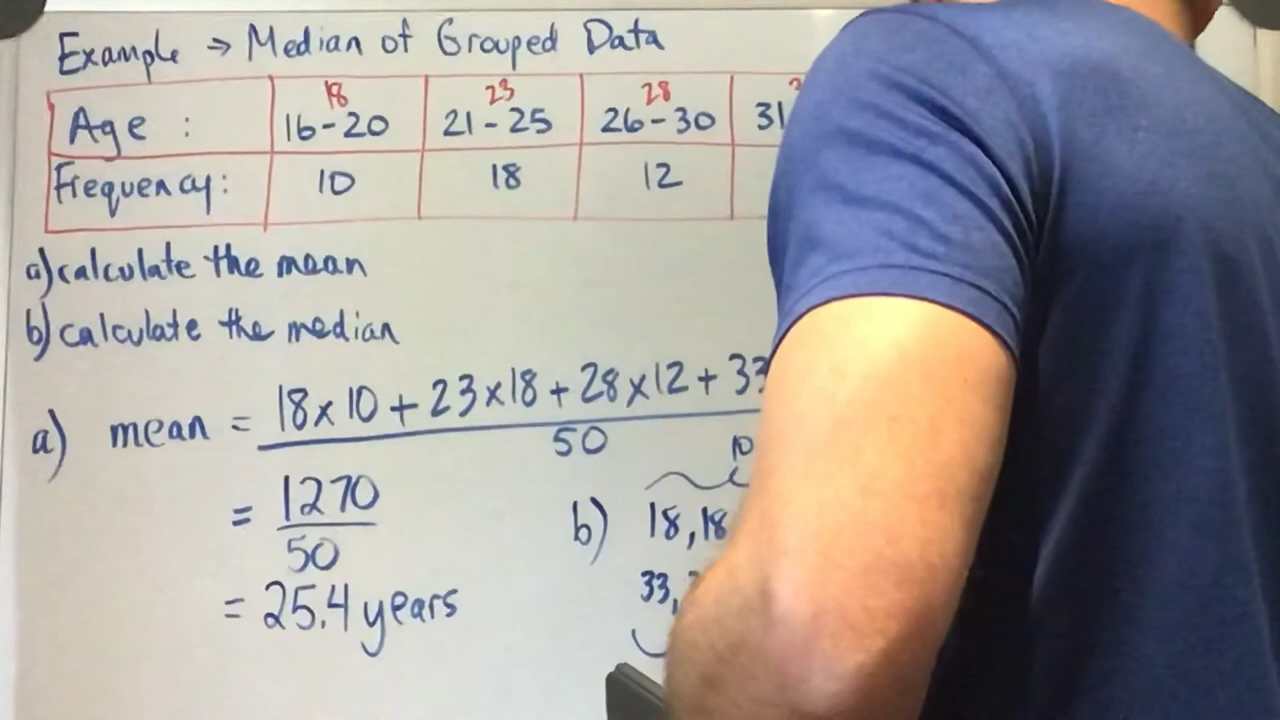 Example → Median of Grouped Data
18 23 28
Age : 16-20 21-25 26-30 31
Frequency: 10 18 12
a) calculate the mean
b) calculate the median
a) mean = 18×10 + 23×18 + 28×12 + 33
50
10
= 1270
50
b) 18, 18
= 25.4 years
33,